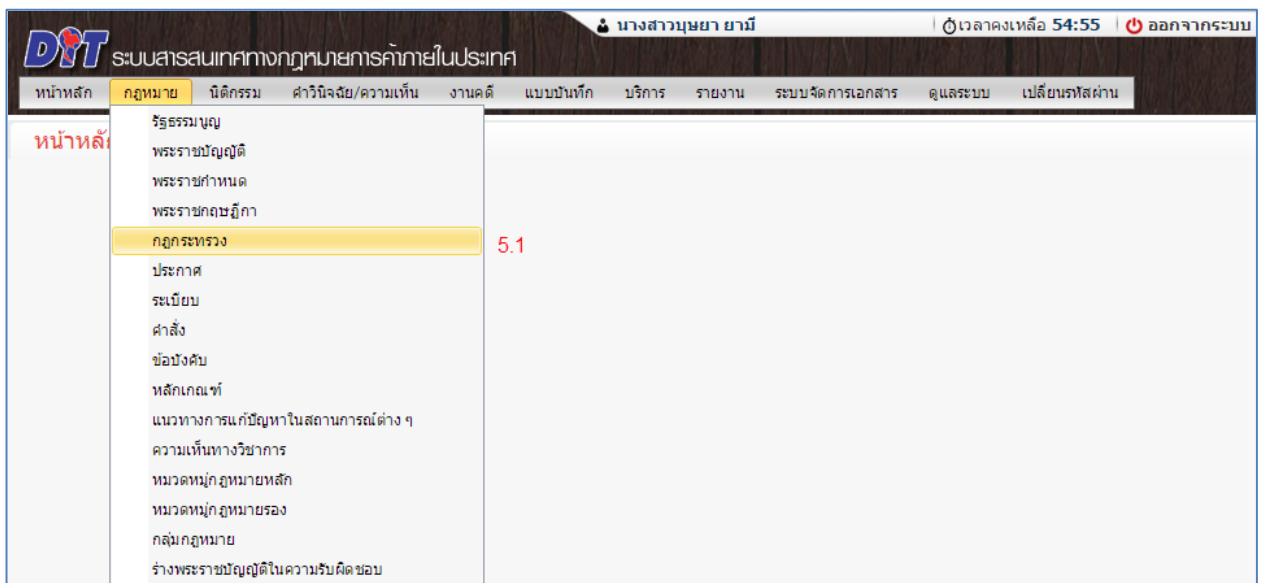 นางสาวบุษยา ยามี เวลาคงเหลือ 54:55 ออกจากระบบ
DIT ระบบสารสนเทศทางกฎหมายการค้าภายในประเทศ
หน้าหลัก กฎหมาย นิติกรรม คำวินิจฉัย/ความเห็น งานคดี แบบบันทึก บริการ รายงาน ระบบจัดการเอกสาร ดูแลระบบ เปลี่ยนรหัสผ่าน
หน้าหลัก
รัฐธรรมนูญ
พระราชบัญญัติ
พระราชกำหนด
พระราชกฤษฎีกา
กฎกระทรวง 5.1
ประกาศ
ระเบียบ
คำสั่ง
ข้อบังคับ
หลักเกณฑ์
แนวทางการแก้ปัญหาในสถานการณ์ต่าง ๆ
ความเห็นทางวิชาการ
หมวดหมู่กฎหมายหลัก
หมวดหมู่กฎหมายรอง
กลุ่มกฎหมาย
ร่างพระราชบัญญัติในความรับผิดชอบ